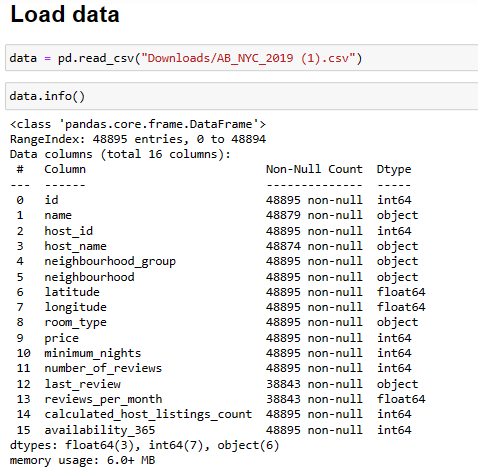 Load data
data = pd.read_csv("Downloads/AB_NYC_2019 (1).csv")
data.info()
<class 'pandas.core.frame.DataFrame'>
RangeIndex: 48895 entries, 0 to 48894
Data columns (total 16 columns):
 #   Column                          Non-Null Count  Dtype
---  ------                          --------------  -----
 0   id                              48895 non-null  int64
 1   name                            48879 non-null  object
 2   host_id                         48895 non-null  int64
 3   host_name                       48874 non-null  object
 4   neighbourhood_group             48895 non-null  object
 5   neighbourhood                   48895 non-null  object
 6   latitude                        48895 non-null  float64
 7   longitude                       48895 non-null  float64
 8   room_type                       48895 non-null  object
 9   price                           48895 non-null  int64
 10  minimum_nights                  48895 non-null  int64
 11  number_of_reviews               48895 non-null  int64
 12  last_review                     38843 non-null  object
 13  reviews_per_month               38843 non-null  float64
 14  calculated_host_listings_count  48895 non-null  int64
 15  availability_365                48895 non-null  int64
dtypes: float64(3), int64(7), object(6)
memory usage: 6.0+ MB